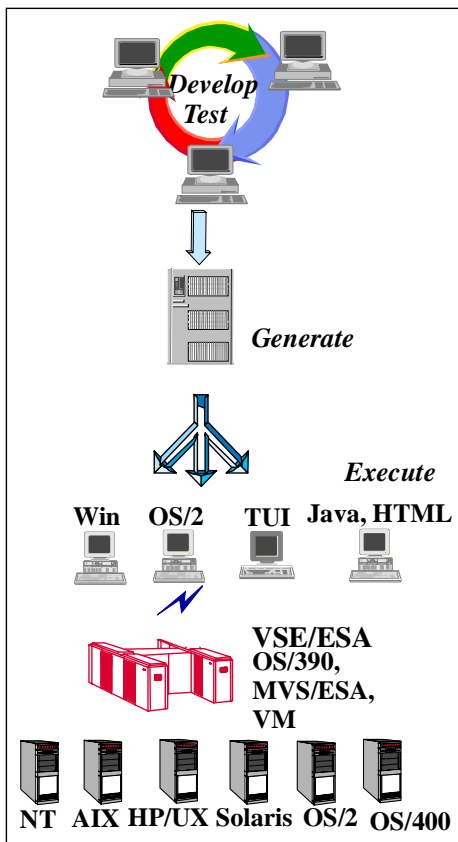 Develop
Test
Generate
Execute
Win OS/2 TUI Java, HTML
VSE/ESA
OS/390,
MVS/ESA,
VM
NT AIX HP/UX Solaris OS/2 OS/400